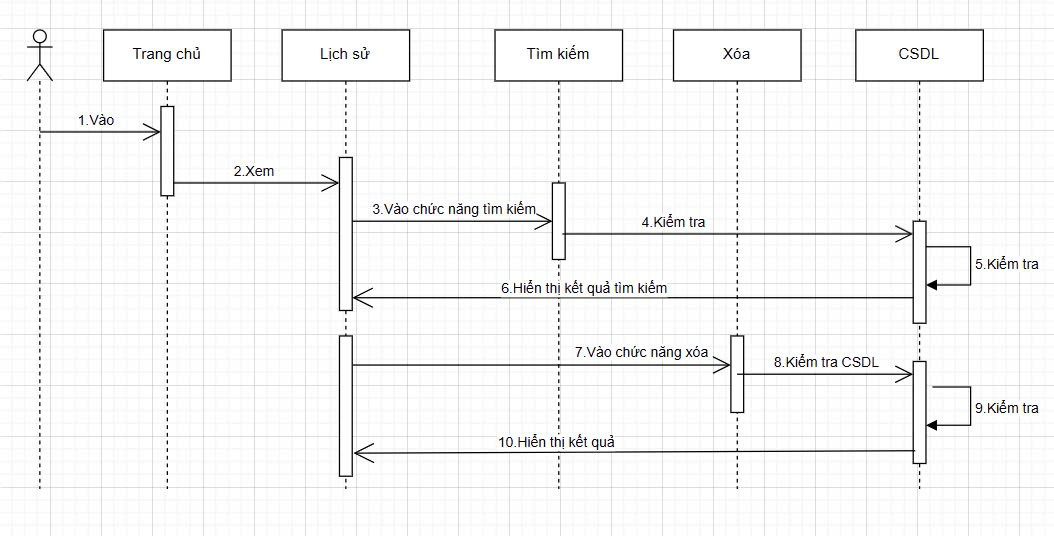 Trang chủ
Lịch sử
Tìm kiếm
Xóa
CSDL
1.Vào
2.Xem
3.Vào chức năng tìm kiếm
4.Kiểm tra
5.Kiểm tra
6.Hiển thị kết quả tìm kiếm
7.Vào chức năng xóa
8.Kiểm tra CSDL
9.Kiểm tra
10.Hiển thị kết quả